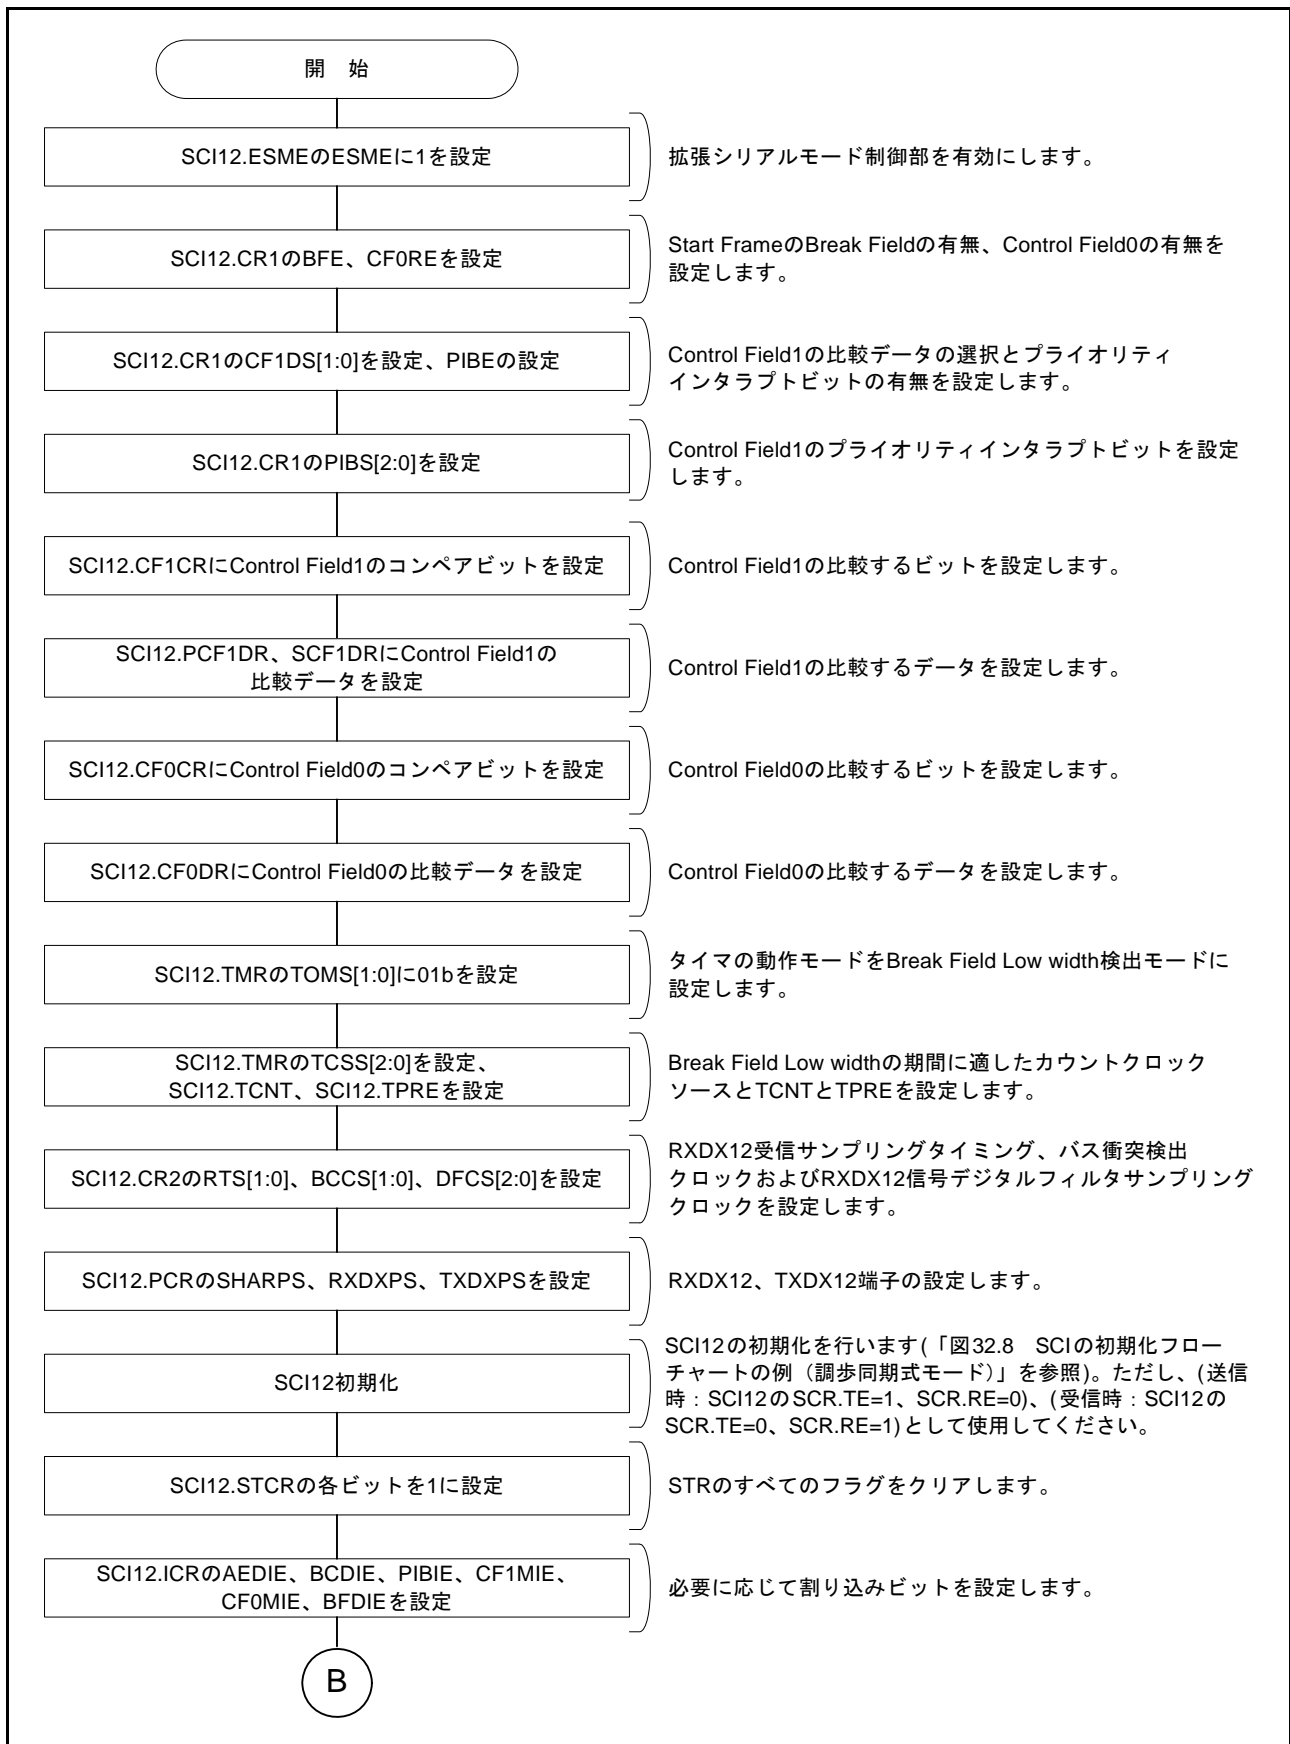 開　始
SCI12.ESMEのESMEに1を設定
拡張シリアルモード制御部を有効にします。
SCI12.CR1のBFE、CF0REを設定
Start FrameのBreak Fieldの有無、Control Field0の有無を
設定します。
SCI12.CR1のCF1DS[1:0]を設定、PIBEの設定
Control Field1の比較データの選択とプライオリティ
インタラプトビットの有無を設定します。
SCI12.CR1のPIBS[2:0]を設定
Control Field1のプライオリティインタラプトビットを設定
します。
SCI12.CF1CRにControl Field1のコンペアビットを設定
Control Field1の比較するビットを設定します。
SCI12.PCF1DR、SCF1DRにControl Field1の
比較データを設定
Control Field1の比較するデータを設定します。
SCI12.CF0CRにControl Field0のコンペアビットを設定
Control Field0の比較するビットを設定します。
SCI12.CF0DRにControl Field0の比較データを設定
Control Field0の比較するデータを設定します。
SCI12.TMRのTOMS[1:0]に01bを設定
タイマの動作モードをBreak Field Low width検出モードに
設定します。
SCI12.TMRのTCSS[2:0]を設定、
SCI12.TCNT、SCI12.TPREを設定
Break Field Low widthの期間に適したカウントクロック
ソースとTCNTとTPREを設定します。
SCI12.CR2のRTS[1:0]、BCCS[1:0]、DFCS[2:0]を設定
RXDX12受信サンプリングタイミング、バス衝突検出
クロックおよびRXDX12信号デジタルフィルタサンプリング
クロックを設定します。
SCI12.PCRのSHARPS、RXDXPS、TXDXPSを設定
RXDX12、TXDX12端子の設定します。
SCI12初期化
SCI12の初期化を行います(「図32.8　SCIの初期化フロー
チャートの例（調歩同期式モード）」を参照)。ただし、(送信
時：SCI12のSCR.TE=1、SCR.RE=0)、(受信時：SCI12の
SCR.TE=0、SCR.RE=1)として使用してください。
SCI12.STCRの各ビットを1に設定
STRのすべてのフラグをクリアします。
SCI12.ICRのAEDIE、BCDIE、PIBIE、CF1MIE、
CF0MIE、BFDIEを設定
必要に応じて割り込みビットを設定します。
B